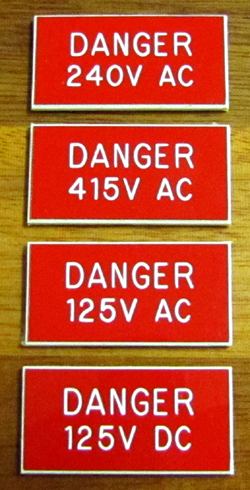 DANGER
240V AC
DANGER
415V AC
DANGER
125V AC
DANGER
125V DC